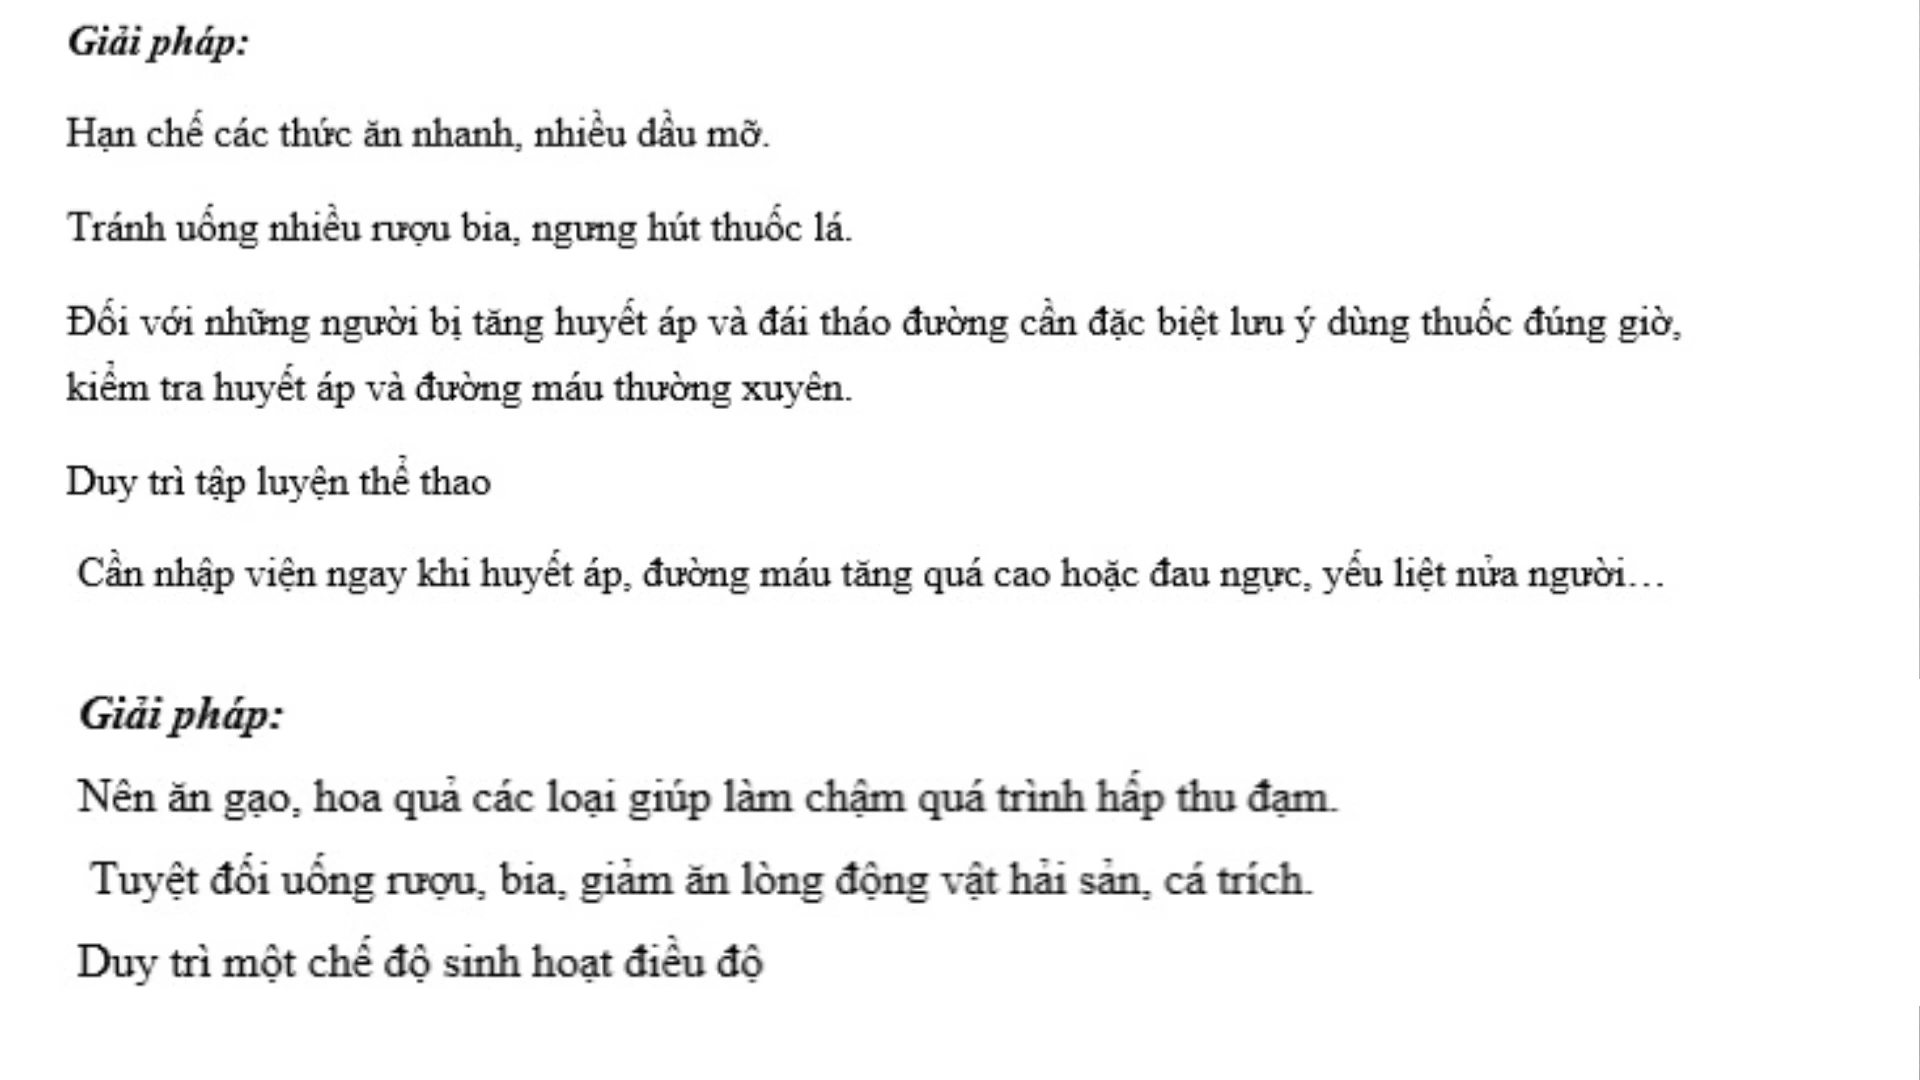 Giải pháp:
Hạn chế các thức ăn nhanh, nhiều dầu mỡ.
Tránh uống nhiều rượu bia, ngưng hút thuốc lá.
Đối với những người bị tăng huyết áp và đái tháo đường cần đặc biệt lưu ý dùng thuốc đúng giờ,
kiểm tra huyết áp và đường máu thường xuyên.
Duy trì tập luyện thể thao
Cần nhập viện ngay khi huyết áp, đường máu tăng quá cao hoặc đau ngực, yếu liệt nửa người…
Giải pháp:
Nên ăn gạo, hoa quả các loại giúp làm chậm quá trình hấp thu đạm.
Tuyệt đối uống rượu, bia, giảm ăn lòng động vật hải sản, cá trích.
Duy trì một chế độ sinh hoạt điều độ